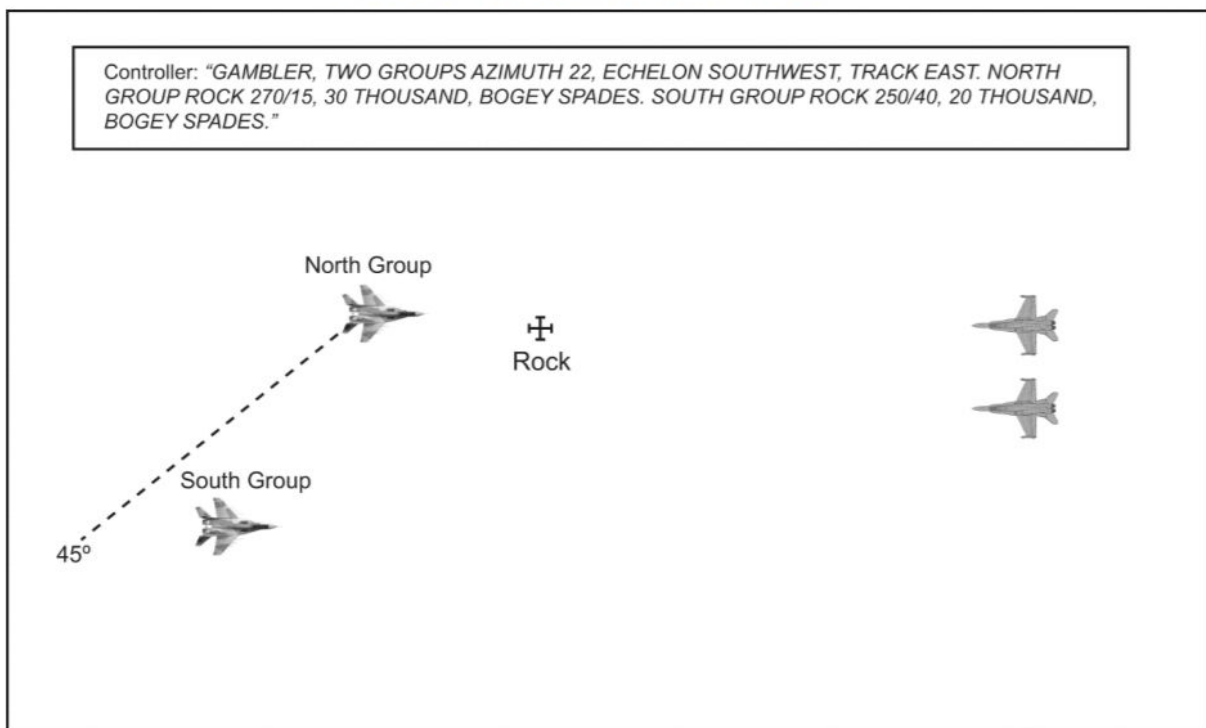 Controller: "GAMBLER, TWO GROUPS AZIMUTH 22, ECHELON SOUTHWEST, TRACK EAST. NORTH
GROUP ROCK 270/15, 30 THOUSAND, BOGEY SPADES. SOUTH GROUP ROCK 250/40, 20 THOUSAND,
BOGEY SPADES."
North Group
Rock
South Group
45º